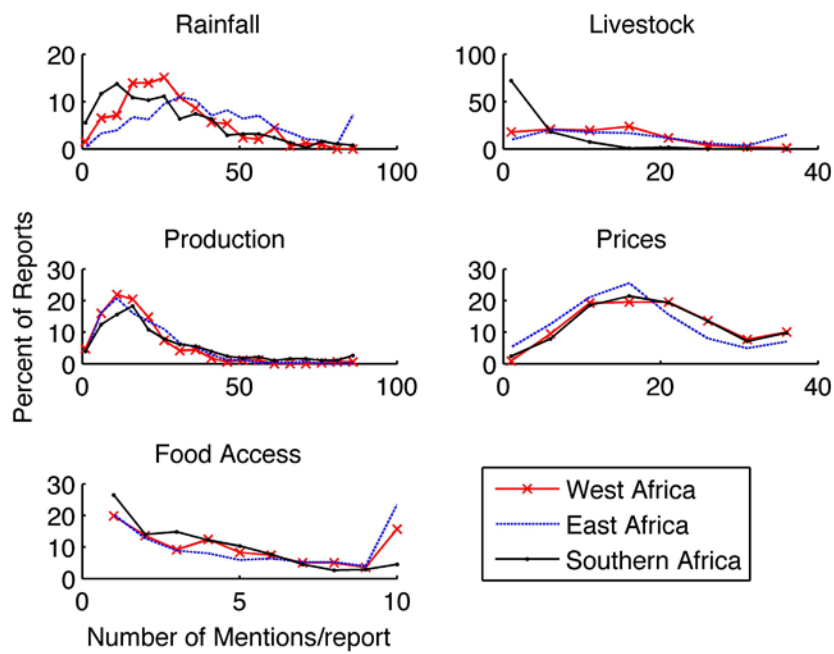 Rainfall
Livestock
20
10
0
0 50 100
100
50
0
0 20 40
Production
Prices
30
20
10
0
0 50 100
30
20
10
0
0 20 40
Percent of Reports
Food Access
30
20
10
0
0 5 10
Number of Mentions/report
West Africa
East Africa
Southern Africa